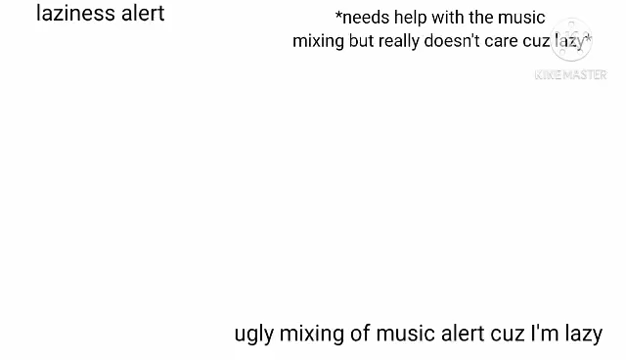 laziness alert
*needs help with the music
mixing but really doesn't care cuz lazy*
KINEMASTER
ugly mixing of music alert cuz I'm lazy